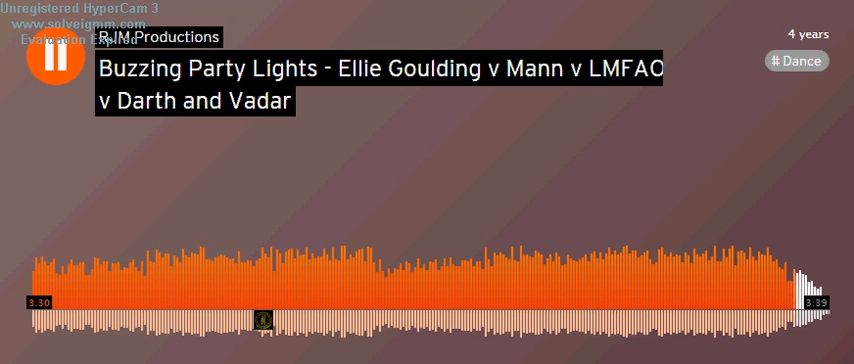 Unregistered HyperCam 3
www.solveigmm.com
Evaluation Expired
RJM Productions
4 years
Buzzing Party Lights - Ellie Goulding v Mann v LMFAO
v Darth and Vadar
# Dance
3:30
3:39